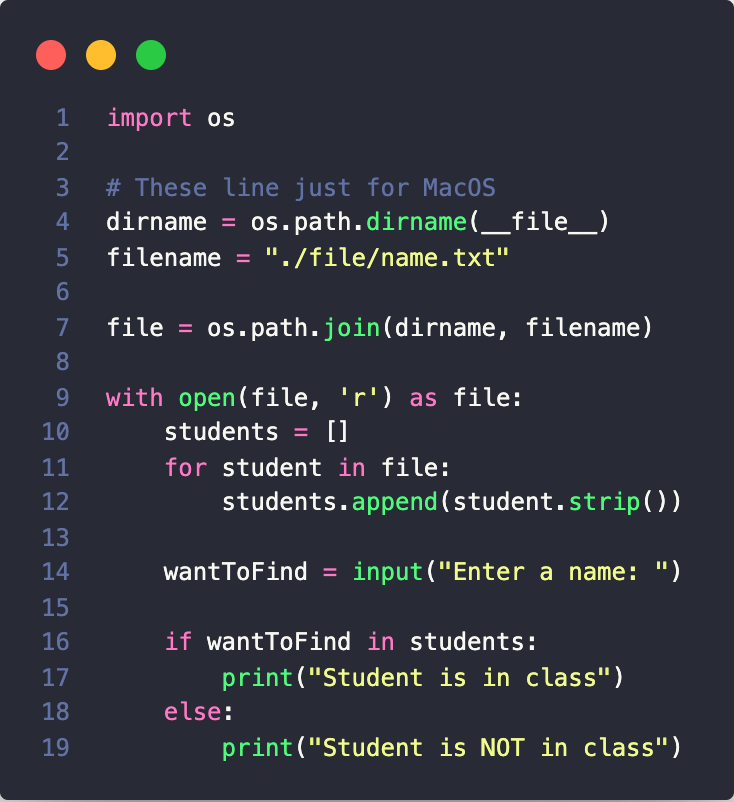 1 import os
2
3 # These line just for MacOS
4 dirname = os.path.dirname(__file__)
5 filename = "./file/name.txt"
6
7 file = os.path.join(dirname, filename)
8
9 with open(file, 'r') as file:
10     students = []
11     for student in file:
12         students.append(student.strip())
13
14     wantToFind = input("Enter a name: ")
15
16     if wantToFind in students:
17         print("Student is in class")
18     else:
19         print("Student is NOT in class")